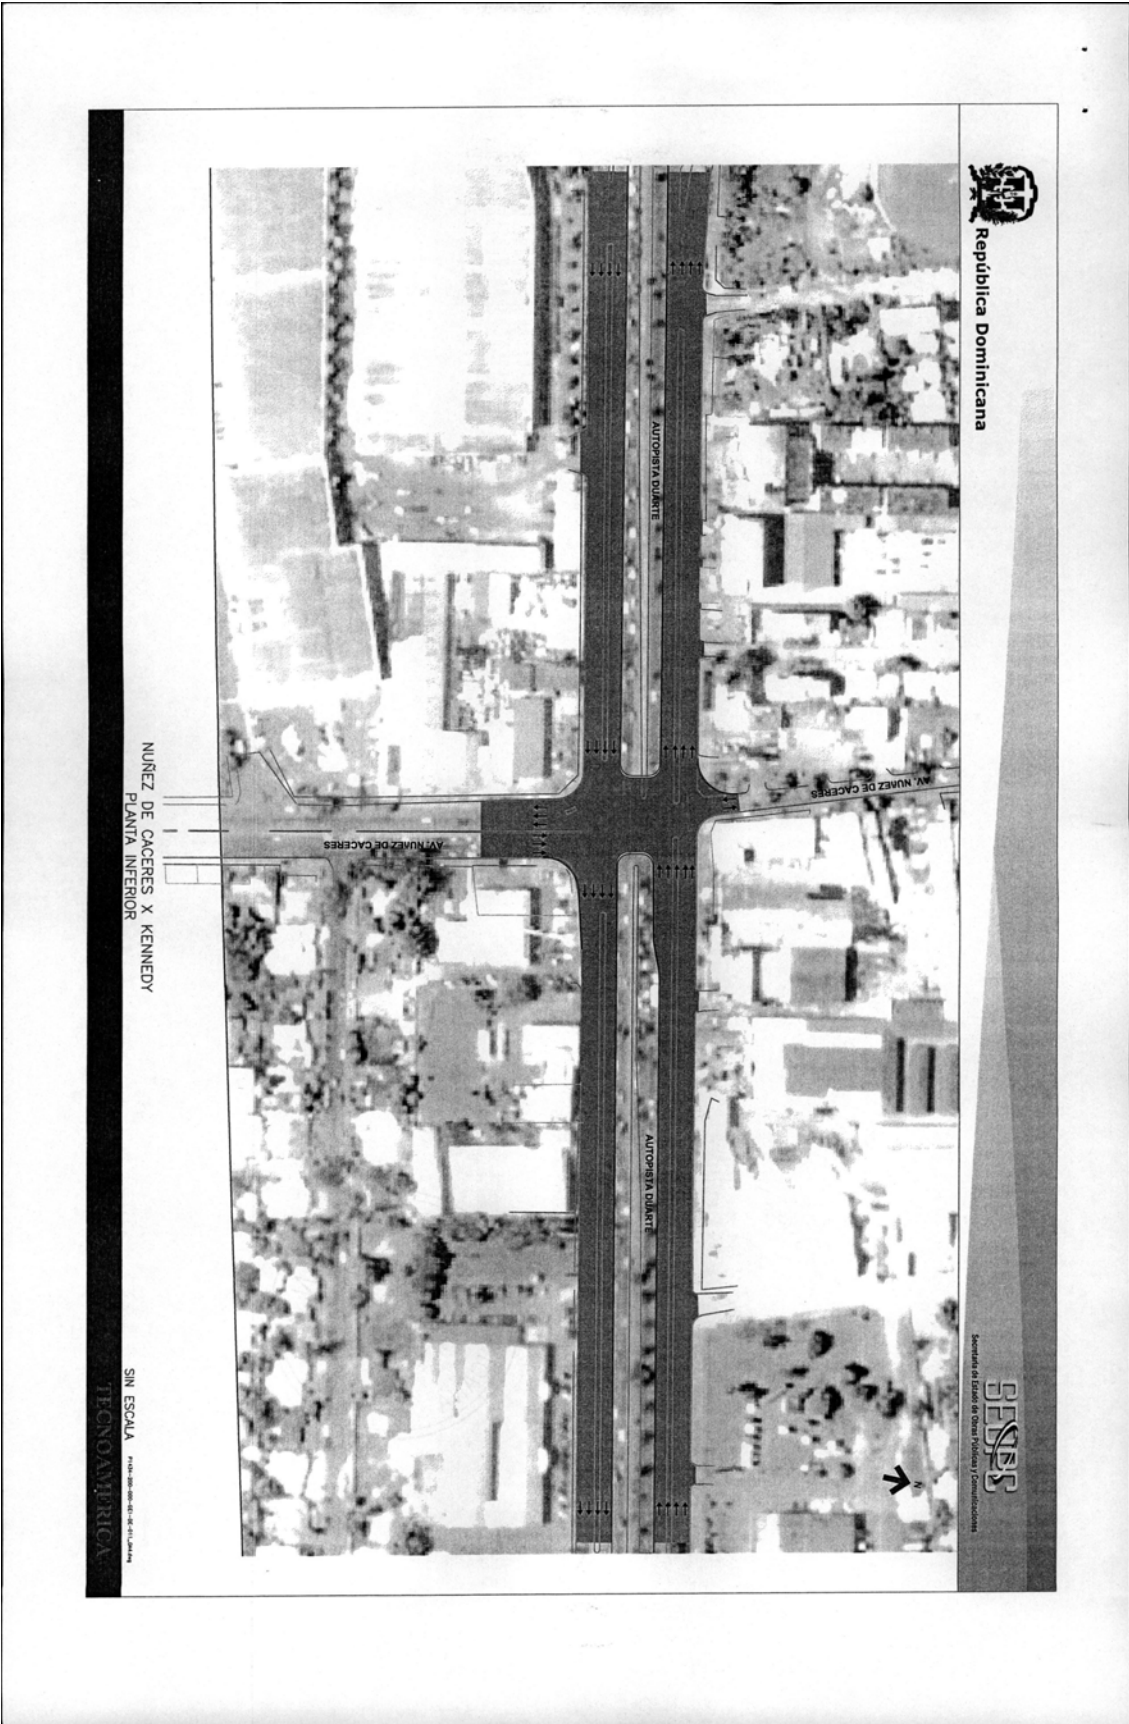 República Dominicana
SEOPC
Secretaría de Estado de Obras Públicas y Comunicaciones
N
AUTOPISTA DUARTE
AV. NUÑEZ DE CACERES
AV. NUÑEZ DE CACERES
AUTOPISTA DUARTE
NUÑEZ DE CACERES X KENNEDY
PLANTA INFERIOR
SIN ESCALA
TECNOAMERICA